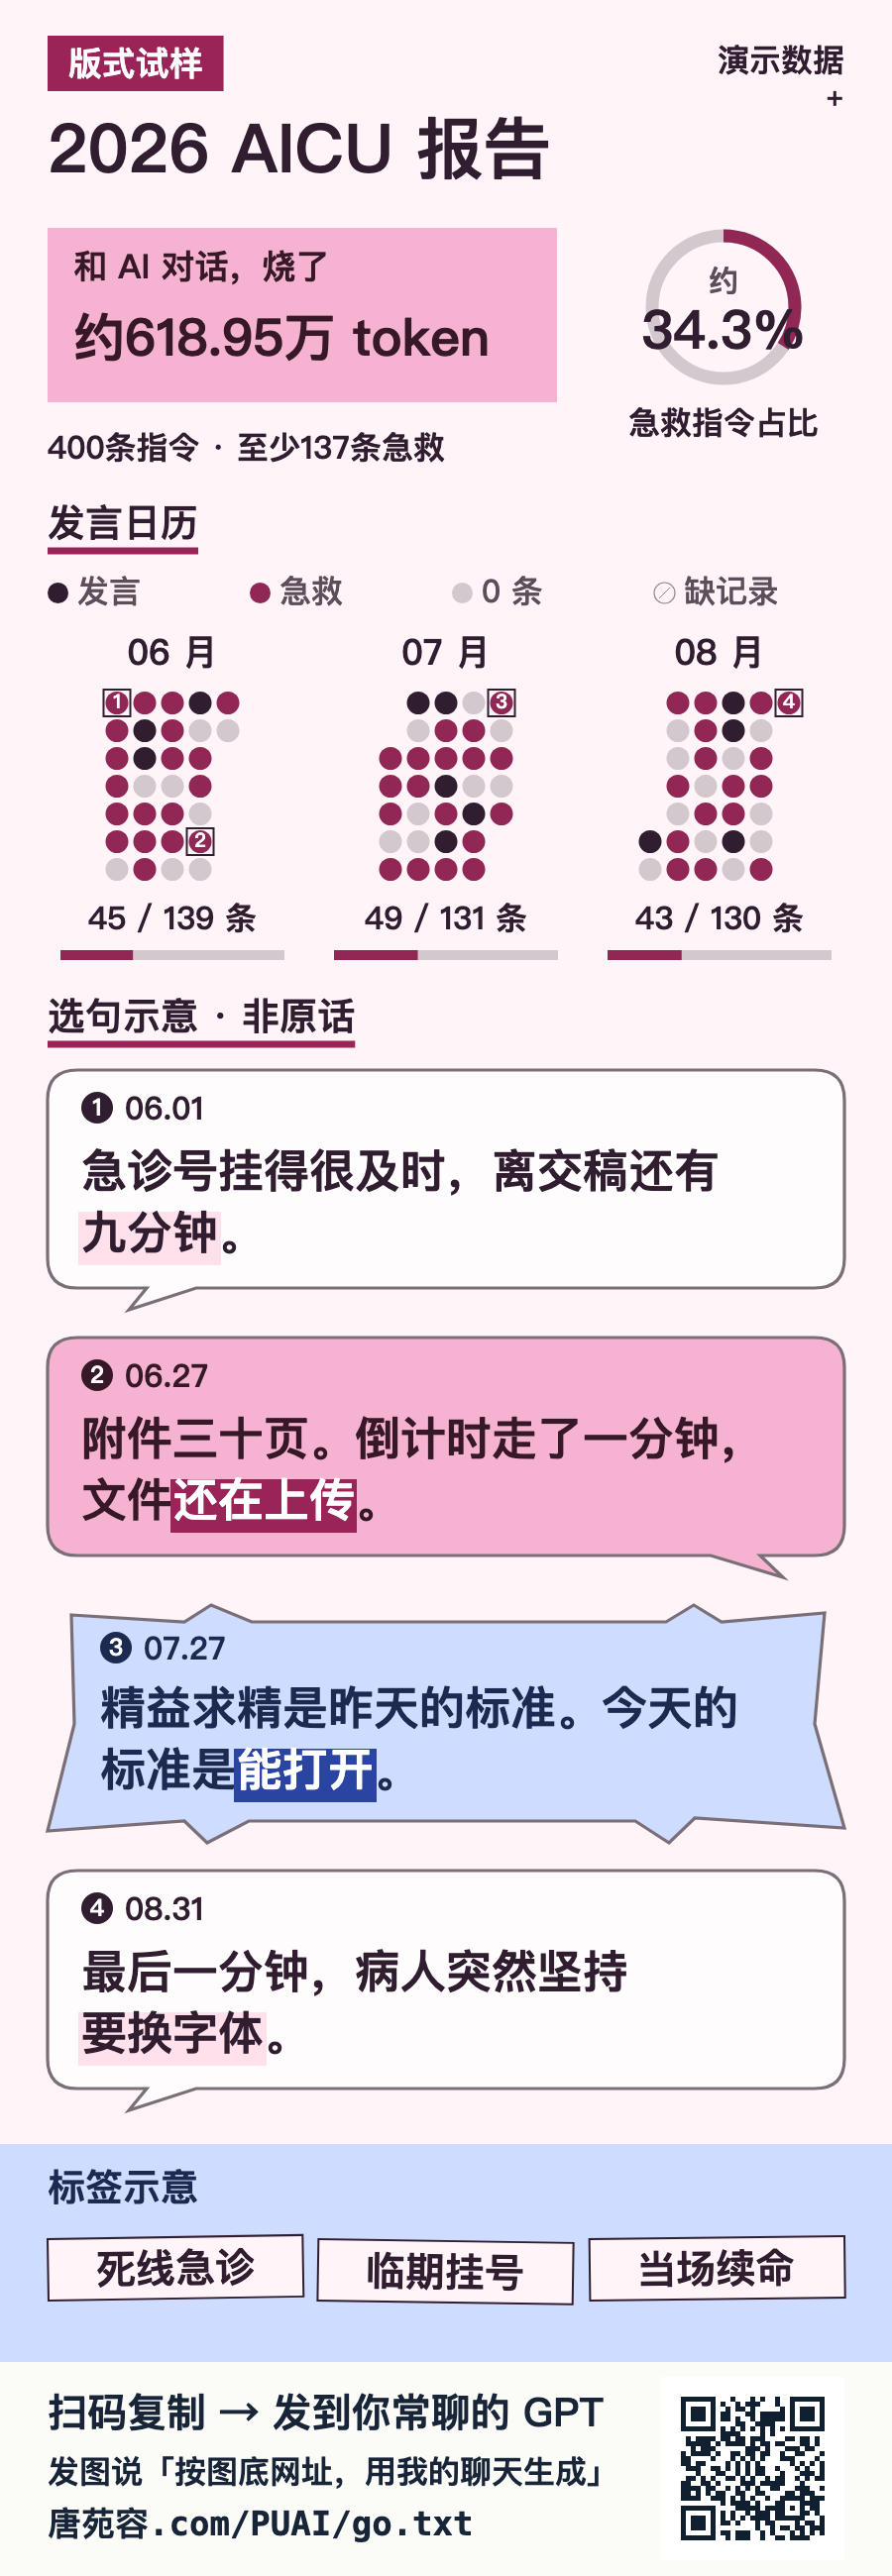 版式试样
演示数据
+
2026 AICU 报告
和 AI 对话，烧了
约618.95万 token
约
34.3%
急救指令占比
400条指令 · 至少137条急救
发言日历
发言
急救
0 条
缺记录
06 月
07 月
08 月
1
3
4
2
45 / 139 条
49 / 131 条
43 / 130 条
选句示意 · 非原话
1 06.01
急诊号挂得很及时，离交稿还有
九分钟。
2 06.27
附件三十页。倒计时走了一分钟，
文件还在上传。
3 07.27
精益求精是昨天的标准。今天的
标准是能打开。
4 08.31
最后一分钟，病人突然坚持
要换字体。
标签示意
死线急诊
临期挂号
当场续命
扫码复制 → 发到你常聊的 GPT
发图说「按图底网址，用我的聊天生成」
唐苑容.com/PUAI/go.txt